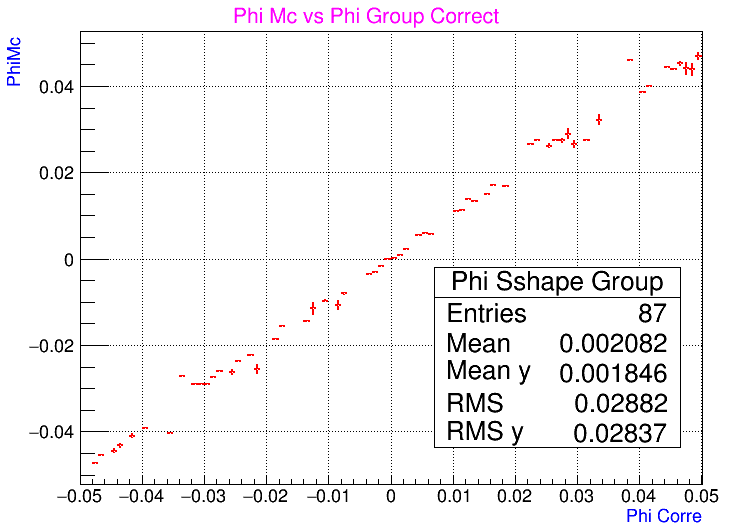 Phi Mc vs Phi Group Correct
PhiMc
0.04
0.02
0
−0.02
−0.04
Phi Sshape Group
Entries 87
Mean 0.002082
Mean y 0.001846
RMS 0.02882
RMS y 0.02837
−0.05 −0.04 −0.03 −0.02 −0.01 0 0.01 0.02 0.03 0.04 0.05
Phi Corre